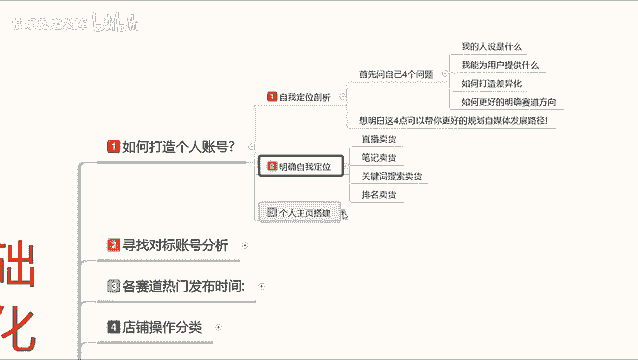 我的人设是什么
我能为用户提供什么
首先问自己4个问题
如何打造差异化
如何更好的明确赛道方向
1 自我定位剖析
想明白这4点可以帮你更好的规划自媒体发展路径!
1 如何打造个人账号?
直播卖货
笔记卖货
明确自我定位
关键词搜索卖货
排名卖货
个人主页搭建
2 寻找对标账号分析
3 各赛道热门发布时间:
4 店铺操作分类
础
化